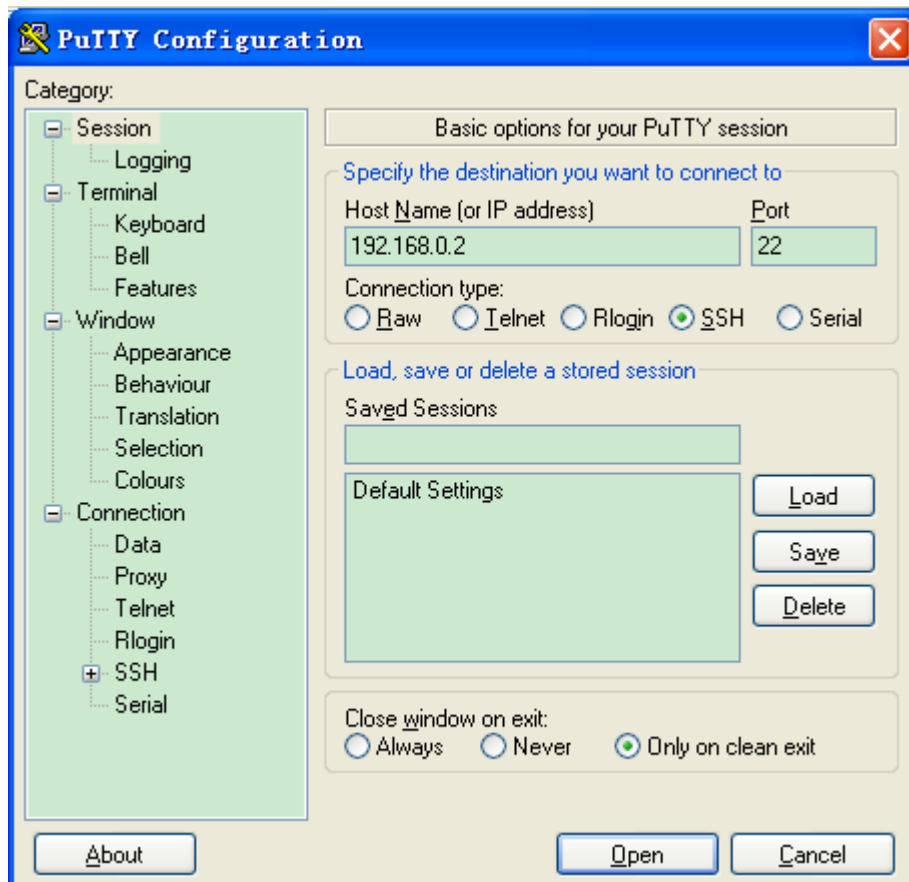 PuTTY Configuration
Category:
Session
Logging
Terminal
Keyboard
Bell
Features
Window
Appearance
Behaviour
Translation
Selection
Colours
Connection
Data
Proxy
Telnet
Rlogin
SSH
Serial
Basic options for your PuTTY session
Specify the destination you want to connect to
Host Name (or IP address) Port
192.168.0.2 22
Connection type:
Raw Telnet Rlogin SSH Serial
Load, save or delete a stored session
Saved Sessions
Default Settings
Load
Save
Delete
Close window on exit:
Always Never Only on clean exit
About Open Cancel